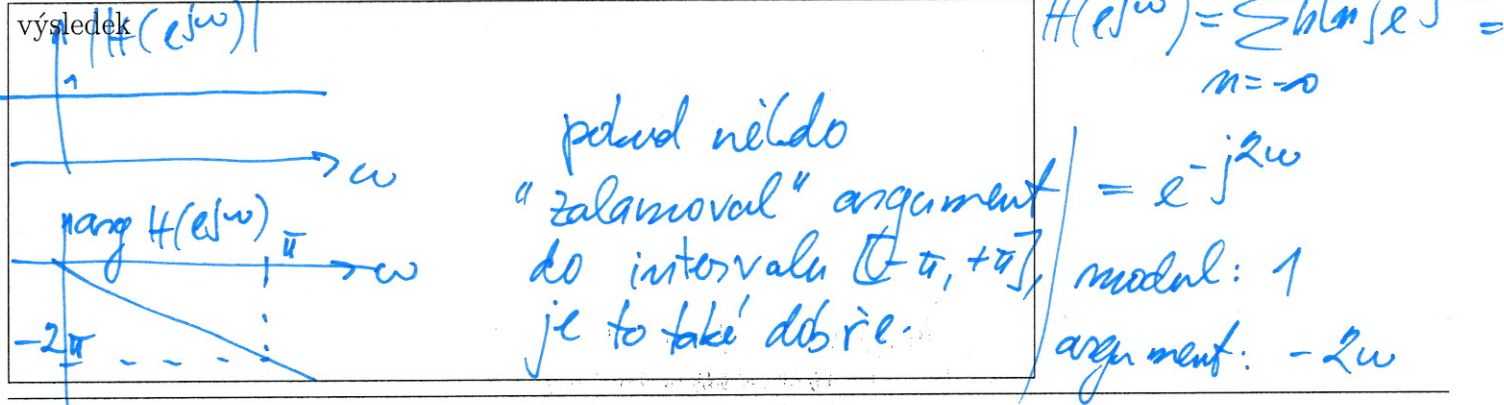 výsledek
|H(e^jω)|
1
ω
arg H(e^jω)
π
ω
-2π
pokud někdo
"zalamoval" argument
do intervalu [-π, +π],
je to také dobře.
H(e^jω) = ∑ h[n] e^j =
n=-∞
= e^-j2ω
modul: 1
argument: -2ω